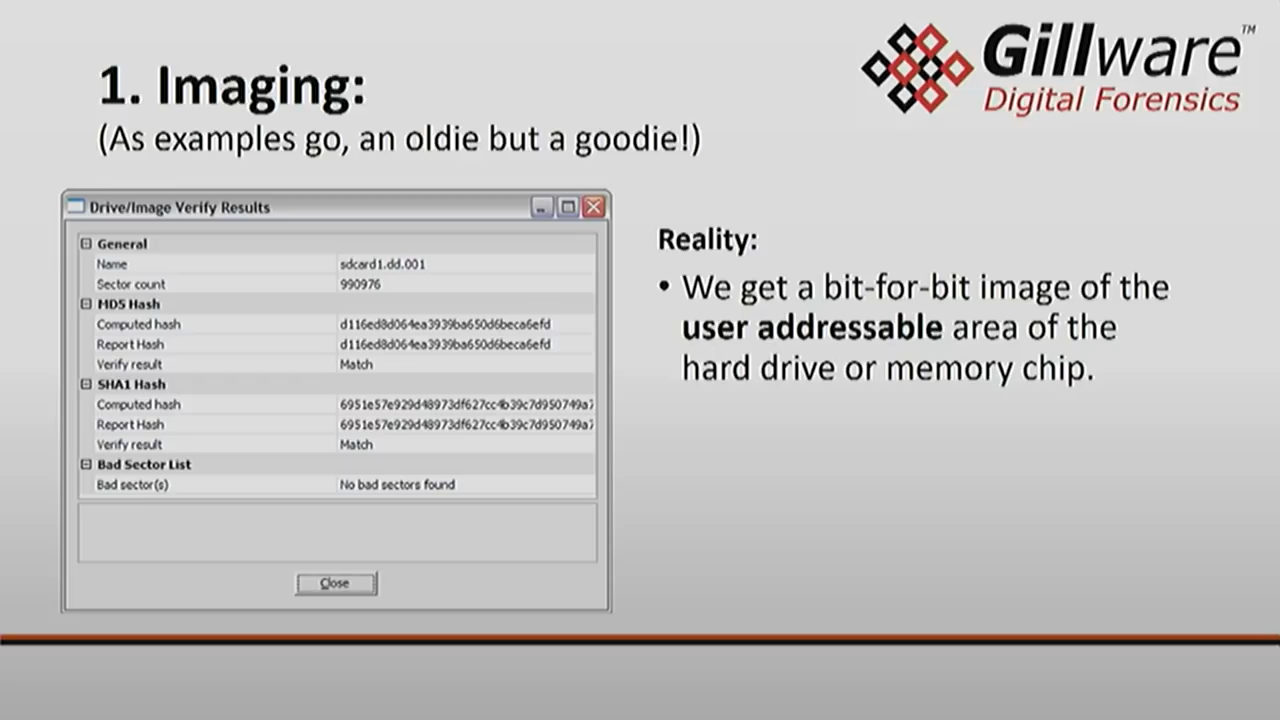 Gillware™
Digital Forensics
1. Imaging:
(As examples go, an oldie but a goodie!)
Drive/Image Verify Results
General
Name sdcard1.dd.001
Sector count 990976
MD5 Hash
Computed hash d116ed8d064ea3939ba650d6beca6efd
Report Hash d116ed8d064ea3939ba650d6beca6efd
Verify result Match
SHA1 Hash
Computed hash 6951e57e929d48973df627cc4b39c7d950749a7
Report Hash 6951e57e929d48973df627cc4b39c7d950749a7
Verify result Match
Bad Sector List
Bad sector(s) No bad sectors found
Close
Reality:
• We get a bit-for-bit image of the
user addressable area of the
hard drive or memory chip.